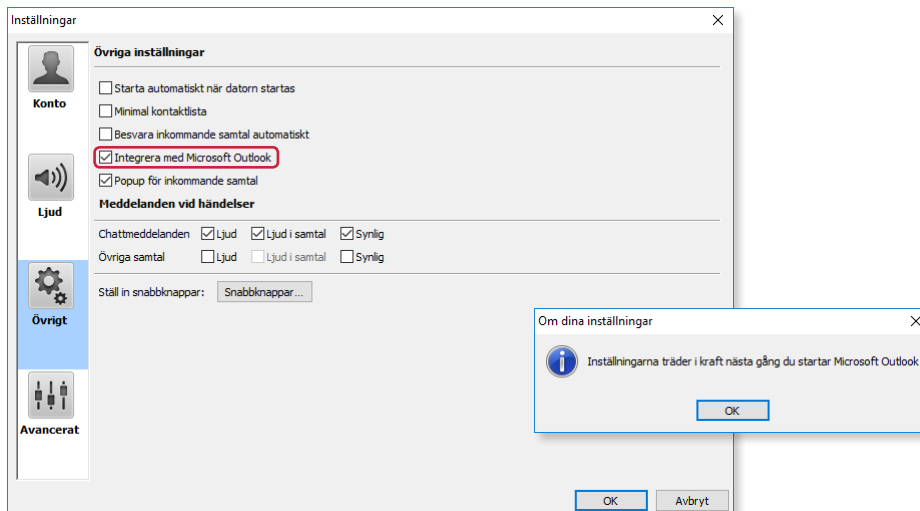 Inställningar
Övriga inställningar
Konto
Starta automatiskt när datorn startas
Minimal kontaktlista
Besvara inkommande samtal automatiskt
Integrera med Microsoft Outlook
Popup för inkommande samtal
Ljud
Meddelanden vid händelser
Chattmeddelanden Ljud Ljud i samtal Synlig
Övriga samtal Ljud Ljud i samtal Synlig
Ställ in snabbknappar: Snabbknappar...
Övrigt
Avancerat
OK Avbryt
Om dina inställningar
Inställningarna träder i kraft nästa gång du startar Microsoft Outlook
OK